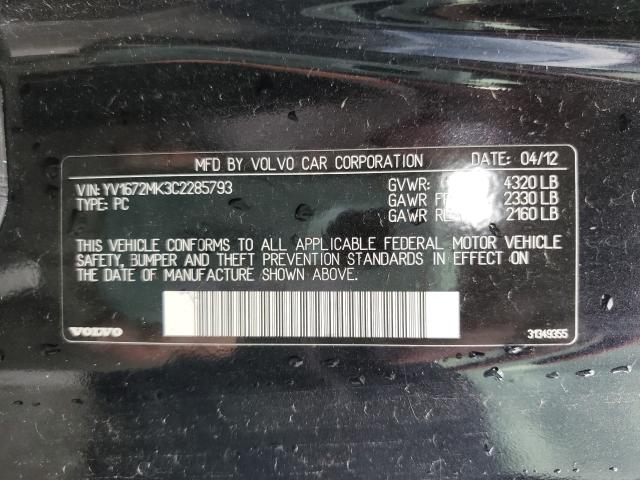 MFD BY VOLVO CAR CORPORATION DATE: 04/12
VIN: YV1672MK3C2285793 GVWR: 4320 LB
TYPE: PC GAWR 2330 LB
GAWR 2160 LB
THIS VEHICLE CONFORMS TO ALL APPLICABLE FEDERAL MOTOR VEHICLE
SAFETY, BUMPER AND THEFT PREVENTION STANDARDS IN EFFECT ON
THE DATE OF MANUFACTURE SHOWN ABOVE.
VOLVO 31349355